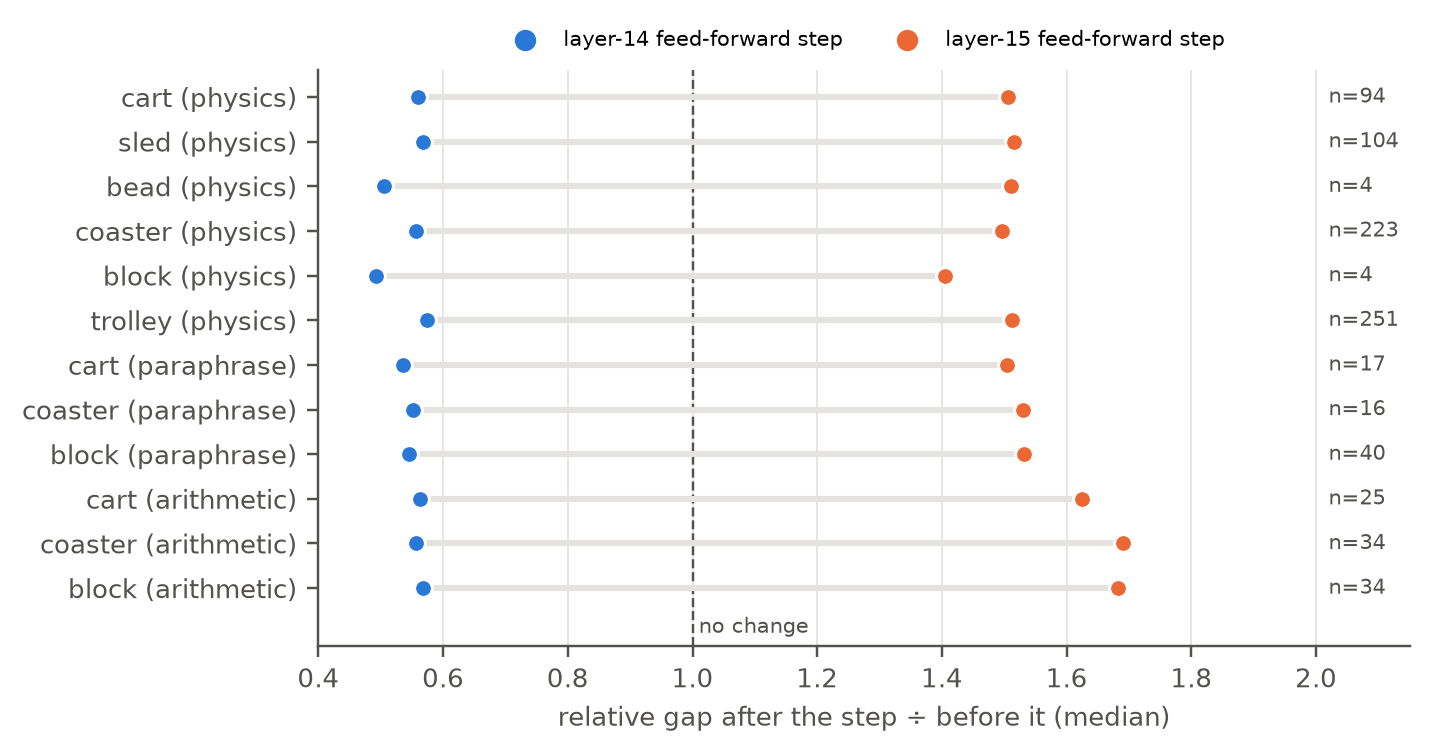 layer-14 feed-forward step layer-15 feed-forward step
cart (physics) n=94
sled (physics) n=104
bead (physics) n=4
coaster (physics) n=223
block (physics) n=4
trolley (physics) n=251
cart (paraphrase) n=17
coaster (paraphrase) n=16
block (paraphrase) n=40
cart (arithmetic) n=25
coaster (arithmetic) n=34
block (arithmetic) n=34
no change
0.4 0.6 0.8 1.0 1.2 1.4 1.6 1.8 2.0
relative gap after the step ÷ before it (median)